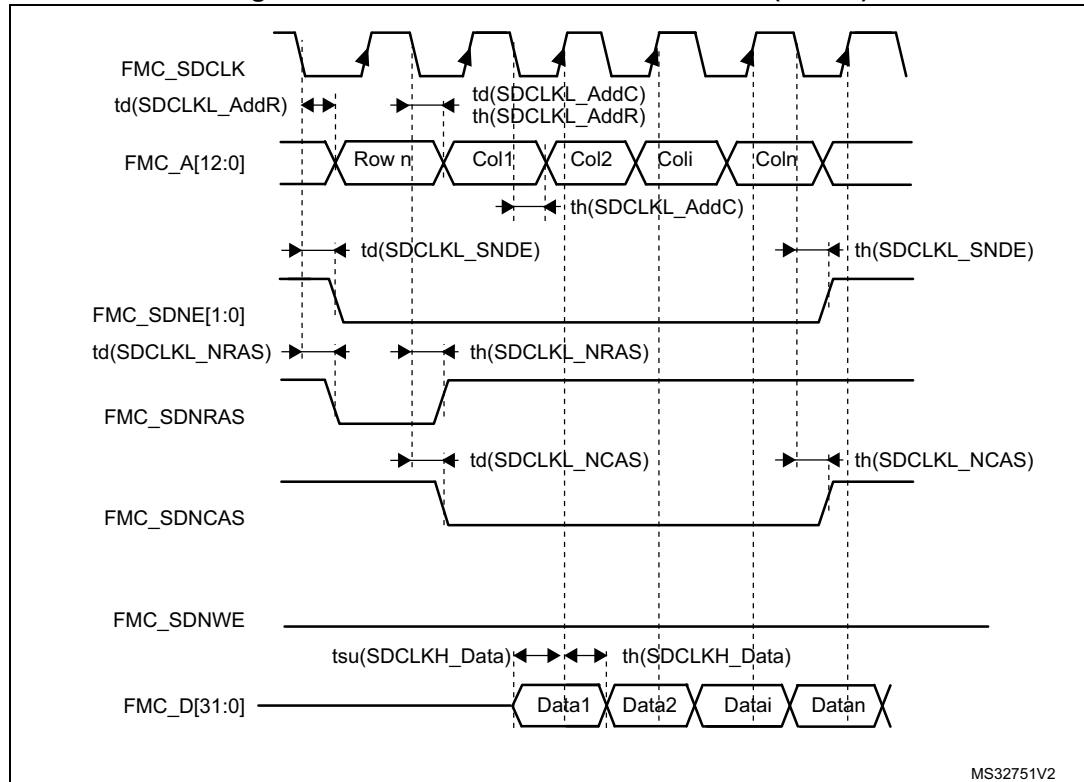 FMC_SDCLK
td(SDCLKL_AddR)
td(SDCLKL_AddC)
th(SDCLKL_AddR)
FMC_A[12:0]
Row n
Col1
Col2
Coli
Coln
th(SDCLKL_AddC)
td(SDCLKL_SNDE)
th(SDCLKL_SNDE)
FMC_SDNE[1:0]
td(SDCLKL_NRAS)
th(SDCLKL_NRAS)
FMC_SDNRAS
td(SDCLKL_NCAS)
th(SDCLKL_NCAS)
FMC_SDNCAS
FMC_SDNWE
tsu(SDCLKH_Data)
th(SDCLKH_Data)
FMC_D[31:0]
Data1
Data2
Datai
Datan
MS32751V2